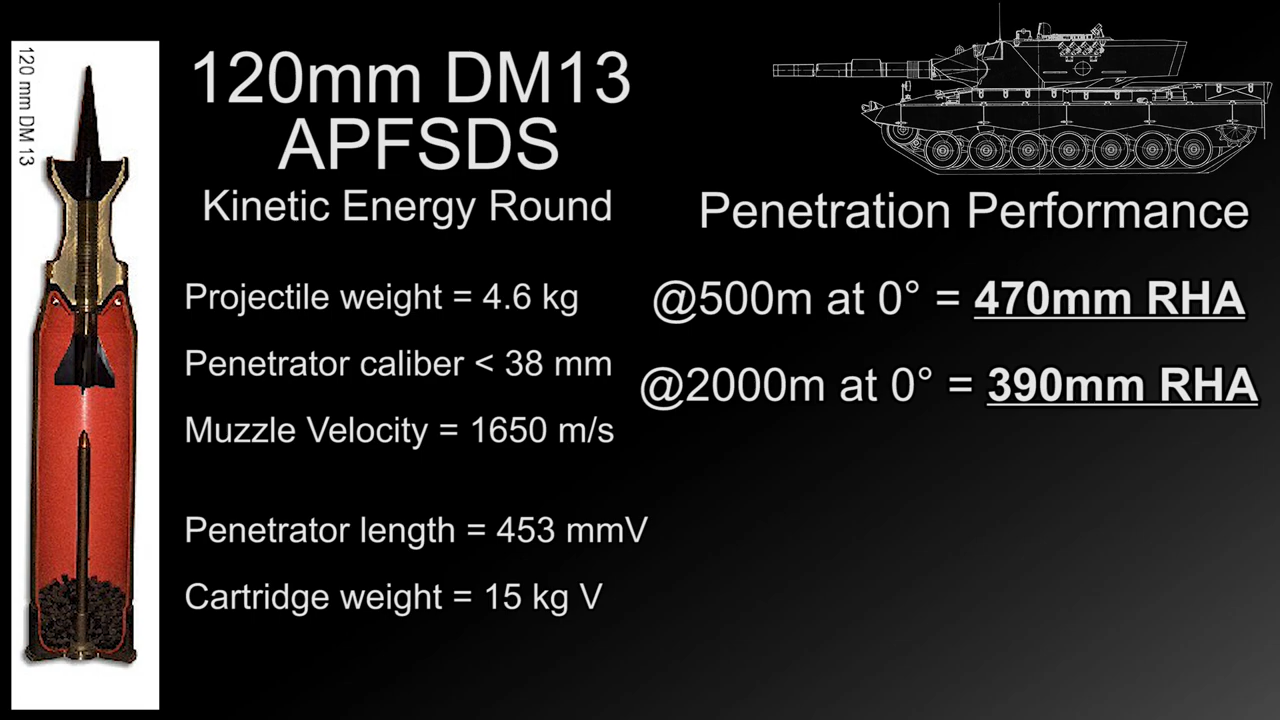 120 mm DM 13
120mm DM13
APFSDS
Kinetic Energy Round
Projectile weight = 4.6 kg
Penetrator caliber < 38 mm
Muzzle Velocity = 1650 m/s
Penetrator length = 453 mmV
Cartridge weight = 15 kg V
Penetration Performance
@500m at 0° = 470mm RHA
@2000m at 0° = 390mm RHA